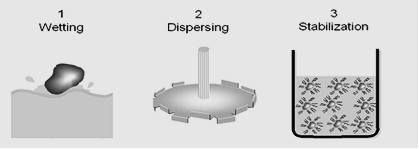 1
Wetting
2
Dispersing
3
Stabilization